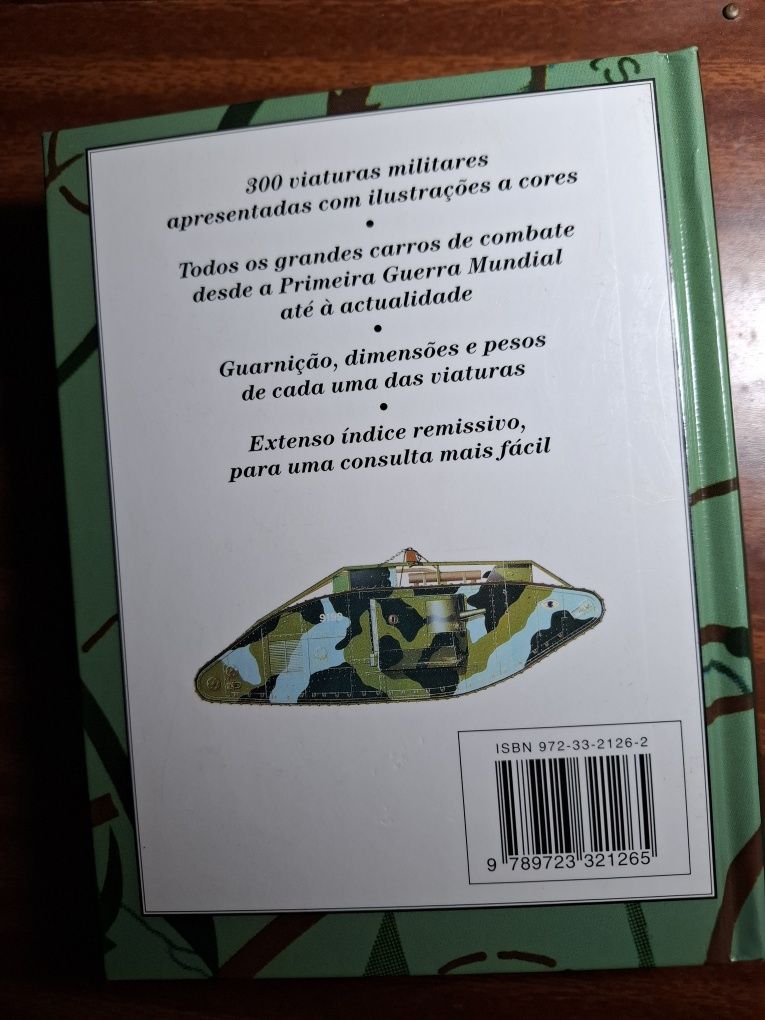 300 viaturas militares
apresentadas com ilustrações a cores
•
Todos os grandes carros de combate
desde a Primeira Guerra Mundial
até à actualidade
•
Guarnição, dimensões e pesos
de cada uma das viaturas
•
Extenso índice remissivo,
para uma consulta mais fácil
9199
ISBN 972-33-2126-2
9 789723 321265